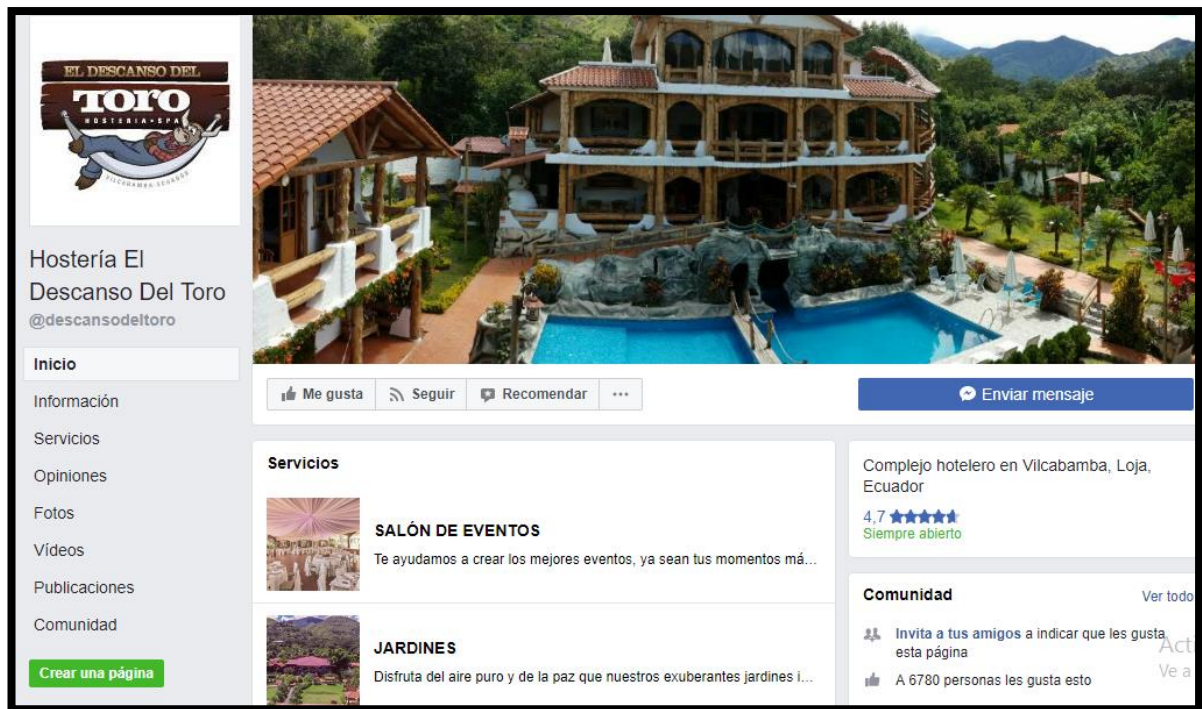 EL DESCANSO DEL
TORO
HOSTERIA • SPA
VILCABAMBA-ECUADOR
Hostería El
Descanso Del Toro
@descansodeltoro
Inicio
Información
Servicios
Opiniones
Fotos
Vídeos
Publicaciones
Comunidad
Crear una página
Me gusta
Seguir
Recomendar
...
Enviar mensaje
Servicios
SALÓN DE EVENTOS
Te ayudamos a crear los mejores eventos, ya sean tus momentos má...
JARDINES
Disfruta del aire puro y de la paz que nuestros exuberantes jardines i...
Complejo hotelero en Vilcabamba, Loja,
Ecuador
4,7
Siempre abierto
Comunidad
Ver todo
Invita a tus amigos a indicar que les gusta
esta página
A 6780 personas les gusta esto
Acti
Ve a